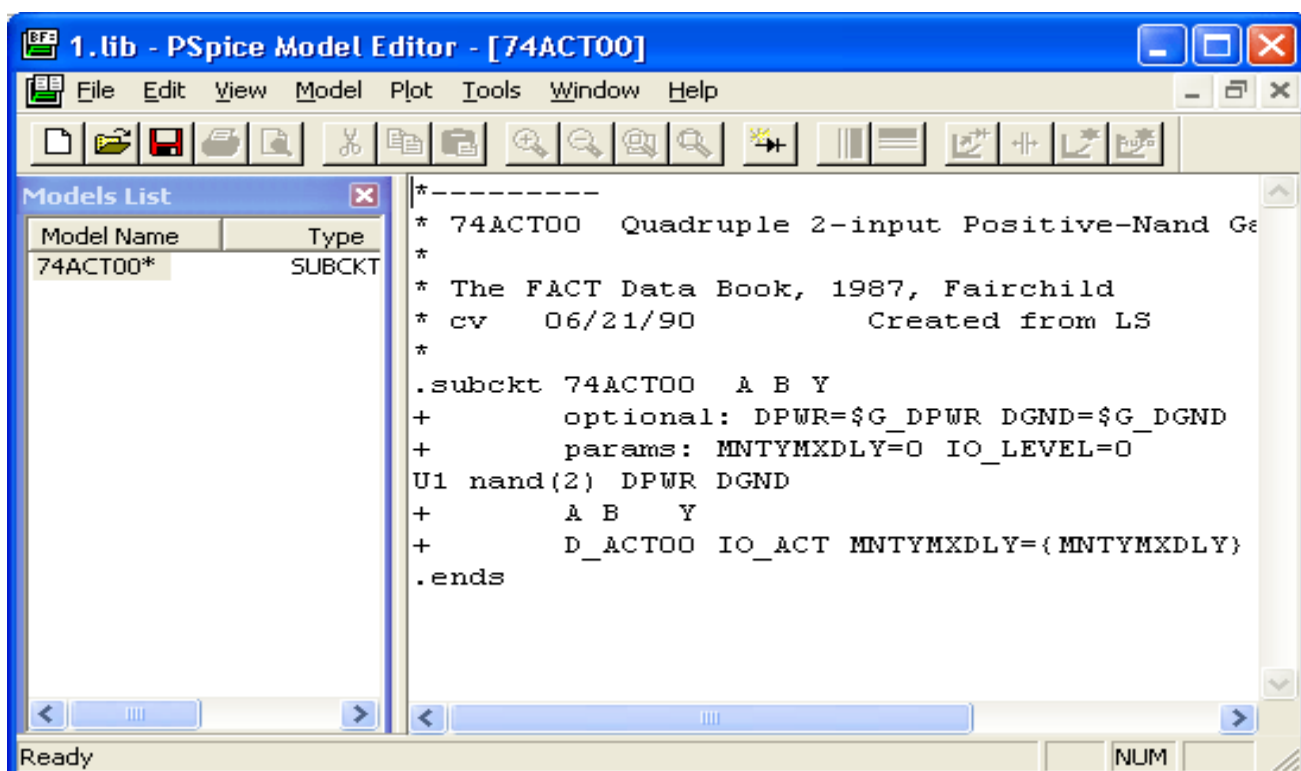 1.lib - PSpice Model Editor - [74ACT00]
File Edit View Model Plot Tools Window Help
Models List
Model Name Type
74ACT00* SUBCKT
*---------
* 74ACT00 Quadruple 2-input Positive-Nand Ga
*
* The FACT Data Book, 1987, Fairchild
* cv 06/21/90 Created from LS
*
.subckt 74ACT00 A B Y
+ optional: DPWR=$G_DPWR DGND=$G_DGND
+ params: MNTYMXDLY=0 IO_LEVEL=0
U1 nand(2) DPWR DGND
+ A B Y
+ D_ACT00 IO_ACT MNTYMXDLY={MNTYMXDLY}
.ends
Ready NUM